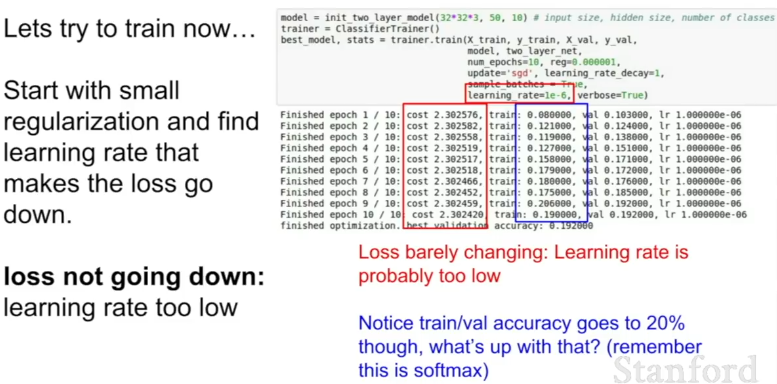 Lets try to train now…
Start with small
regularization and find
learning rate that
makes the loss go
down.
loss not going down:
learning rate too low
model = init_two_layer_model(32*32*3, 50, 10) # input size, hidden size, number of classes
trainer = ClassifierTrainer()
best_model, stats = trainer.train(X_train, y_train, X_val, y_val,
model, two_layer_net,
num_epochs=10, reg=0.000001,
update='sgd', learning_rate_decay=1,
sample_batches = True,
learning_rate=1e-6, verbose=True)
Finished epoch 1 / 10: cost 2.302576, train: 0.080000, val 0.103000, lr 1.000000e-06
Finished epoch 2 / 10: cost 2.302582, train: 0.121000, val 0.124000, lr 1.000000e-06
Finished epoch 3 / 10: cost 2.302558, train: 0.119000, val 0.138000, lr 1.000000e-06
Finished epoch 4 / 10: cost 2.302519, train: 0.127000, val 0.151000, lr 1.000000e-06
Finished epoch 5 / 10: cost 2.302517, train: 0.158000, val 0.171000, lr 1.000000e-06
Finished epoch 6 / 10: cost 2.302518, train: 0.179000, val 0.172000, lr 1.000000e-06
Finished epoch 7 / 10: cost 2.302466, train: 0.180000, val 0.176000, lr 1.000000e-06
Finished epoch 8 / 10: cost 2.302452, train: 0.175000, val 0.185000, lr 1.000000e-06
Finished epoch 9 / 10: cost 2.302459, train: 0.206000, val 0.192000, lr 1.000000e-06
Finished epoch 10 / 10: cost 2.302420, train: 0.190000, val 0.192000, lr 1.000000e-06
finished optimization. best validation accuracy: 0.192000
Loss barely changing: Learning rate is
probably too low
Notice train/val accuracy goes to 20%
though, what's up with that? (remember
this is softmax)
Stanford